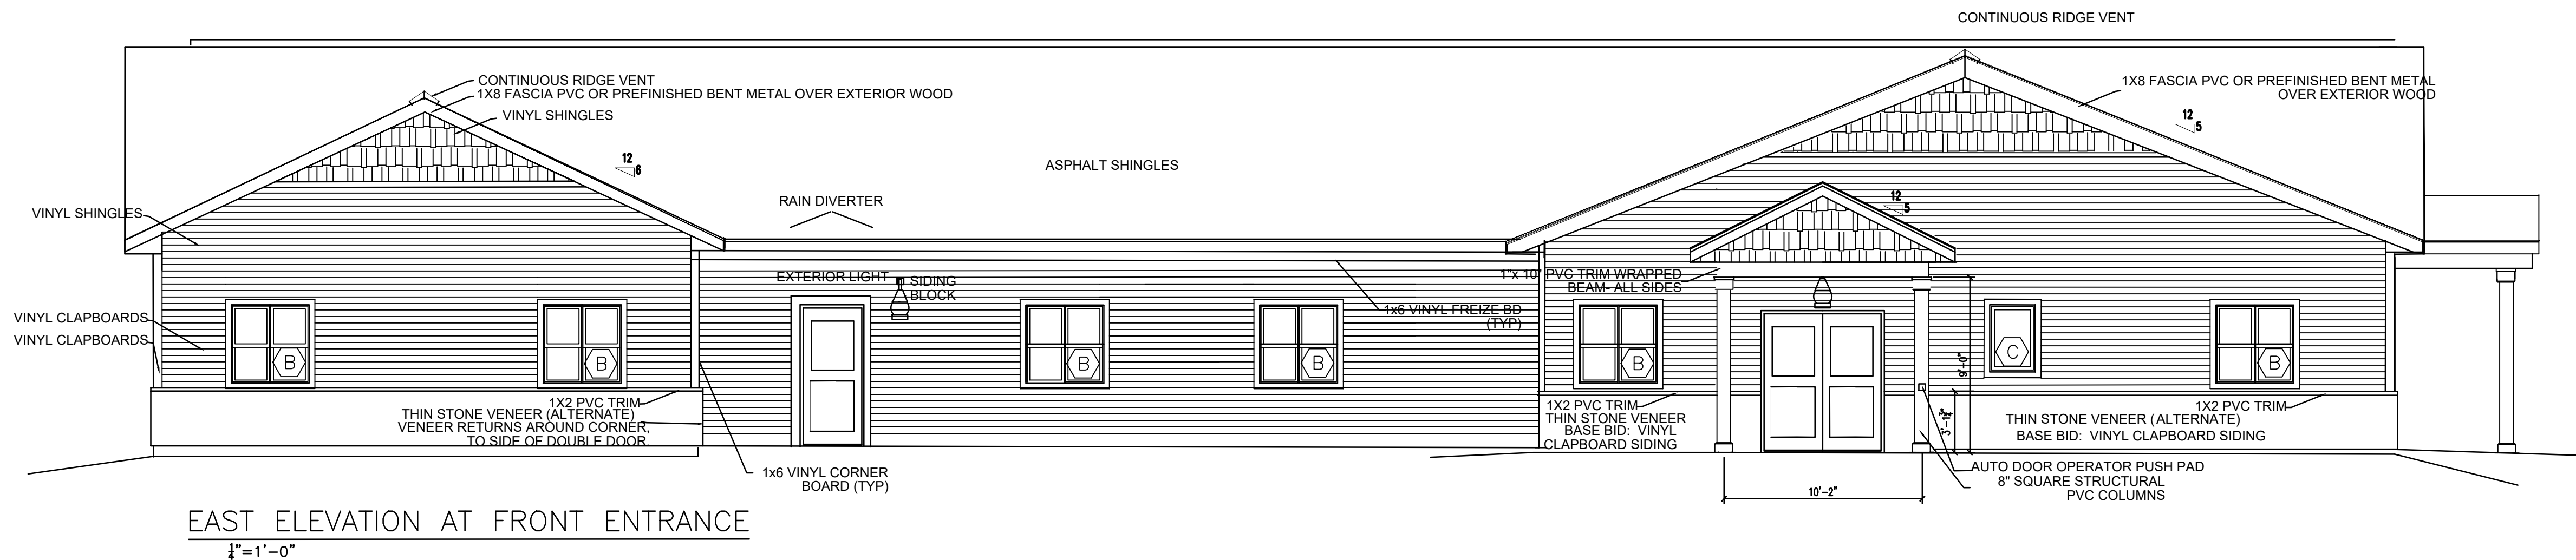 CONTINUOUS RIDGE VENT
CONTINUOUS RIDGE VENT
1X8 FASCIA PVC OR PREFINISHED BENT METAL OVER EXTERIOR WOOD
VINYL SHINGLES
12
6
ASPHALT SHINGLES
RAIN DIVERTER
VINYL SHINGLES
EXTERIOR LIGHT
SIDING
BLOCK
VINYL CLAPBOARDS
VINYL CLAPBOARDS
B
B
B
B
1x6 VINYL FREIZE BD
(TYP)
1X2 PVC TRIM
THIN STONE VENEER (ALTERNATE)
VENEER RETURNS AROUND CORNER,
TO SIDE OF DOUBLE DOOR.
1x6 VINYL CORNER
BOARD (TYP)
1X8 FASCIA PVC OR PREFINISHED BENT METAL
OVER EXTERIOR WOOD
12
5
12
5
1"x 10" PVC TRIM WRAPPED
BEAM- ALL SIDES
B
C
B
9'-0"
3'-1¾"
1X2 PVC TRIM
THIN STONE VENEER
BASE BID: VINYL
CLAPBOARD SIDING
1X2 PVC TRIM
THIN STONE VENEER (ALTERNATE)
BASE BID: VINYL CLAPBOARD SIDING
AUTO DOOR OPERATOR PUSH PAD
8" SQUARE STRUCTURAL
PVC COLUMNS
10'-2"
EAST ELEVATION AT FRONT ENTRANCE
¼"=1'-0"